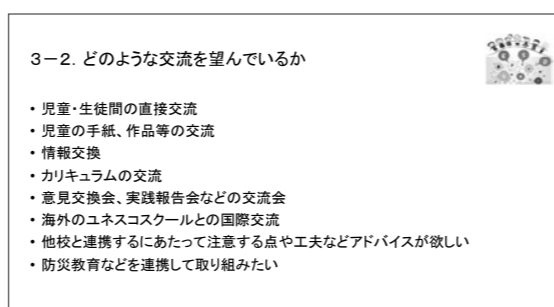 ３－２．どのような交流を望んでいるか
・児童・生徒間の直接交流
・児童の手紙、作品等の交流
・情報交換
・カリキュラムの交流
・意見交換会、実践報告会などの交流会
・海外のユネスコスクールとの国際交流
・他校と連携するにあたって注意する点や工夫などアドバイスが欲しい
・防災教育などを連携して取り組みたい